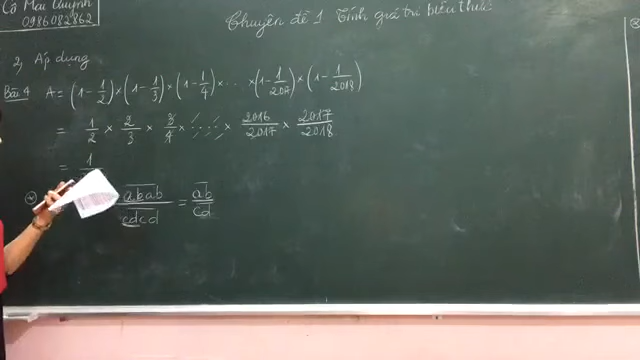 Cô Mai Quỳnh
0986082862
Chuyên đề 1 Tính giá trị biểu thức
2) Áp dụng
Bài 4 A = (1 - 1/2) × (1 - 1/3) × (1 - 1/4) × ... × (1 - 1/2017) × (1 - 1/2018)
= 1/2 × 2/3 × 3/4 × ... × 2016/2017 × 2017/2018
= 1
abab/cdcd = ab/cd